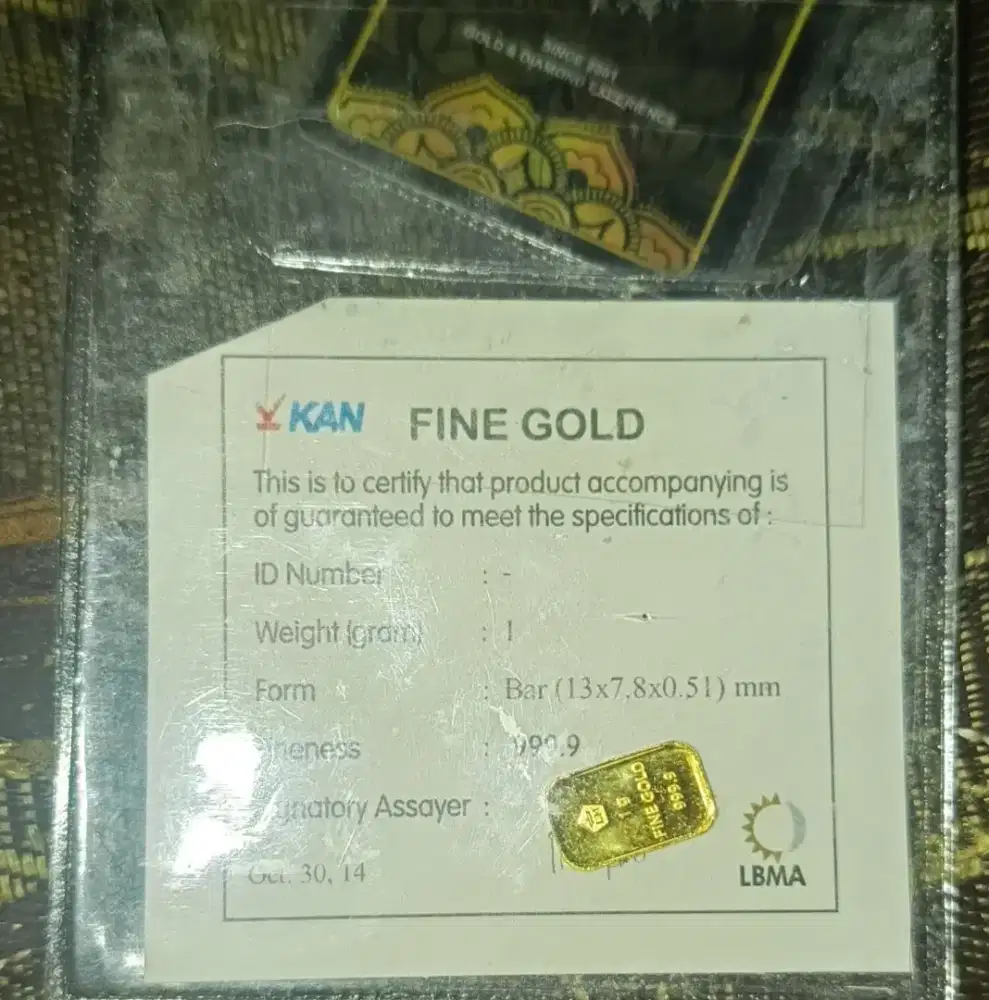 SINCE
GOLD & DIAMOND EXPERIENCE
KAN
FINE GOLD
This is to certify that product accompanying is
of guaranteed to meet the specifications of :
ID Number : -
Weight (gram) : 1
Form : Bar (13x7.8x0.51) mm
Fineness : 999.9
Signatory Assayer :
Oct. 30, 14
1 g
FINE GOLD
999.9
LBMA